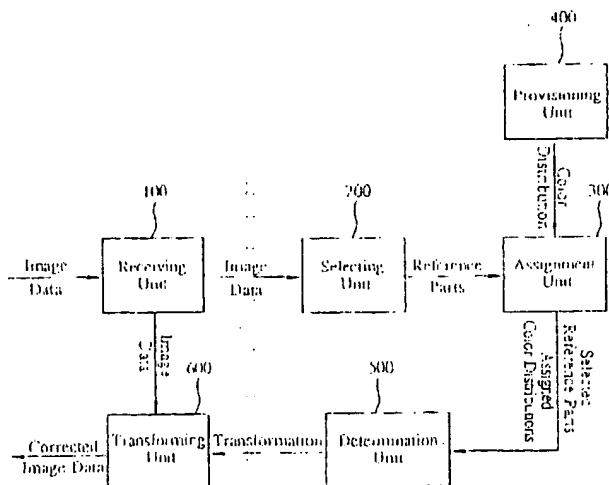 400
Provisioning
Unit
Color
Distribution
100
200
300
Image
Data
Receiving
Unit
Image
Data
Selecting
Unit
Reference
Parts
Assignment
Unit
Image
Data
600
500
Selected
Reference Parts
Assigned
Color Distributions
Corrected
Image Data
Transforming
Unit
Transformation
Determination
Unit